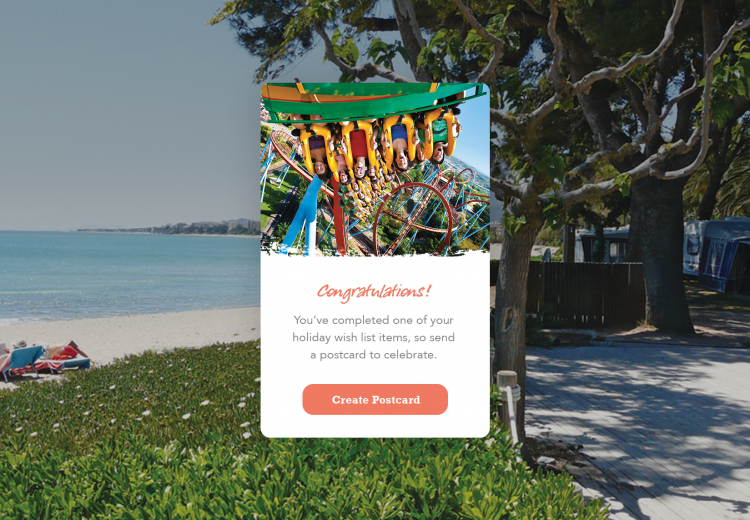 Congratulations!
You've completed one of your
holiday wish list items, so send
a postcard to celebrate.
Create Postcard